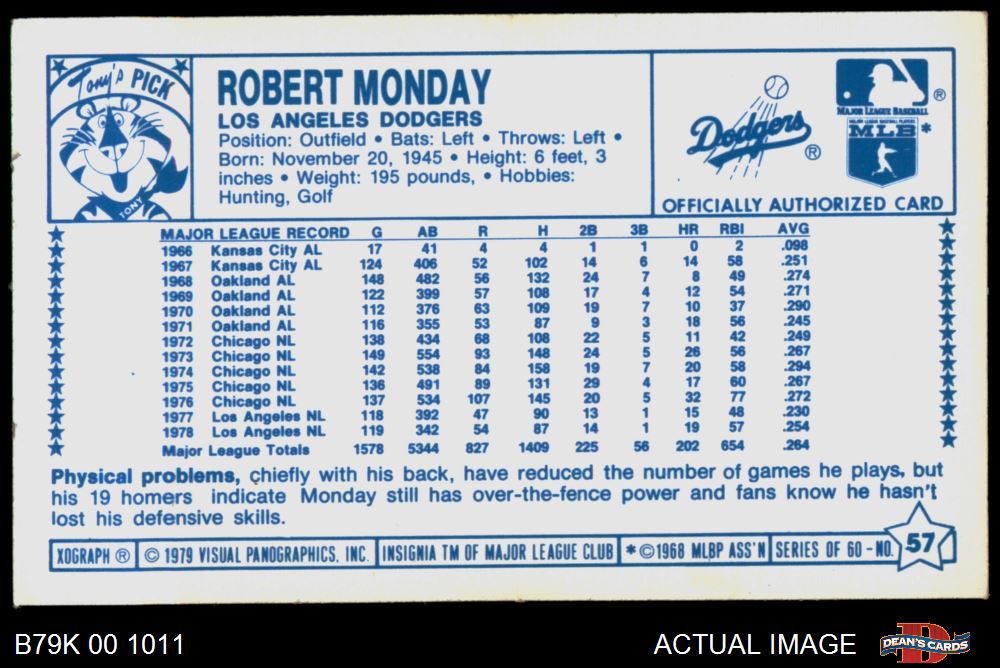 Tony's PICK
TONY
ROBERT MONDAY
LOS ANGELES DODGERS
Position: Outfield • Bats: Left • Throws: Left •
Born: November 20, 1945 • Height: 6 feet, 3
inches • Weight: 195 pounds, • Hobbies:
Hunting, Golf
Dodgers ®
MAJOR LEAGUE BASEBALL ®
MAJOR LEAGUE BASEBALL PLAYERS
MLB *
OFFICIALLY AUTHORIZED CARD
MAJOR LEAGUE RECORD G AB R H 2B 3B HR RBI AVG
1966 Kansas City AL 17 41 4 4 1 1 0 2 .098
1967 Kansas City AL 124 406 52 102 14 6 14 58 .251
1968 Oakland AL 148 482 56 132 24 7 8 49 .274
1969 Oakland AL 122 399 57 108 17 4 12 54 .271
1970 Oakland AL 112 376 63 109 19 7 10 37 .290
1971 Oakland AL 116 355 53 87 9 3 18 56 .245
1972 Chicago NL 138 434 68 108 22 5 11 42 .249
1973 Chicago NL 149 554 93 148 24 5 26 56 .267
1974 Chicago NL 142 538 84 158 19 7 20 58 .294
1975 Chicago NL 136 491 89 131 29 4 17 60 .267
1976 Chicago NL 137 534 107 145 20 5 32 77 .272
1977 Los Angeles NL 118 392 47 90 13 1 15 48 .230
1978 Los Angeles NL 119 342 54 87 14 1 19 57 .254
Major League Totals 1578 5344 827 1409 225 56 202 654 .264
Physical problems, chiefly with his back, have reduced the number of games he plays, but
his 19 homers indicate Monday still has over-the-fence power and fans know he hasn't
lost his defensive skills.
XOGRAPH ® © 1979 VISUAL PANOGRAPHICS, INC. INSIGNIA TM OF MAJOR LEAGUE CLUB *©1968 MLBP ASS'N SERIES OF 60 - NO. 57
B79K 00 1011 ACTUAL IMAGE DEAN'S CARDS